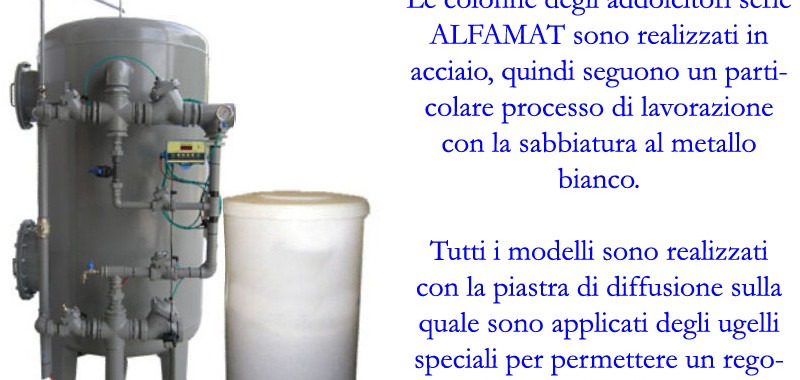 Le colonne degli addolcitori serie
ALFAMAT sono realizzati in
acciaio, quindi seguono un parti-
colare processo di lavorazione
con la sabbiatura al metallo
bianco.
Tutti i modelli sono realizzati
con la piastra di diffusione sulla
quale sono applicati degli ugelli
speciali per permettere un rego-